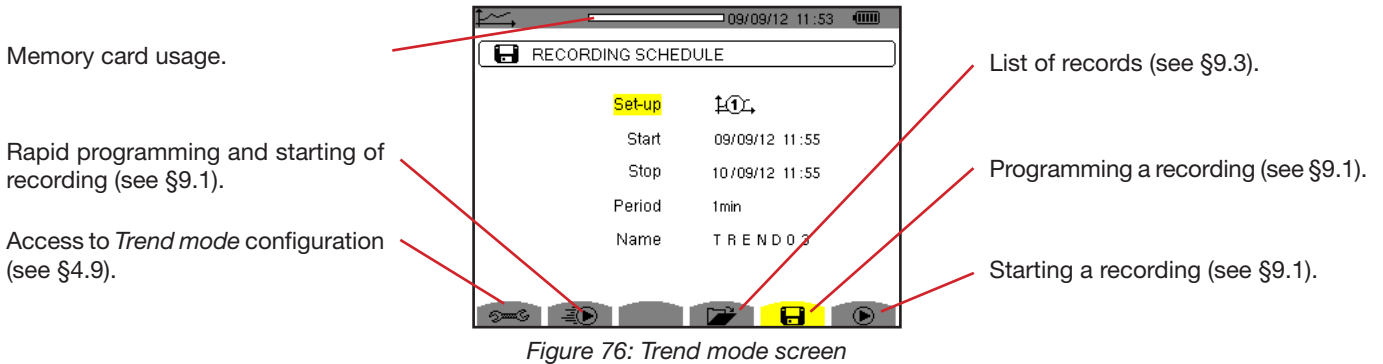 09/09/12 11:53
RECORDING SCHEDULE
Set-up 1
Start 09/09/12 11:55
Stop 10/09/12 11:55
Period 1min
Name TREND03
Memory card usage.
Rapid programming and starting of
recording (see §9.1).
Access to Trend mode configuration
(see §4.9).
List of records (see §9.3).
Programming a recording (see §9.1).
Starting a recording (see §9.1).
Figure 76: Trend mode screen